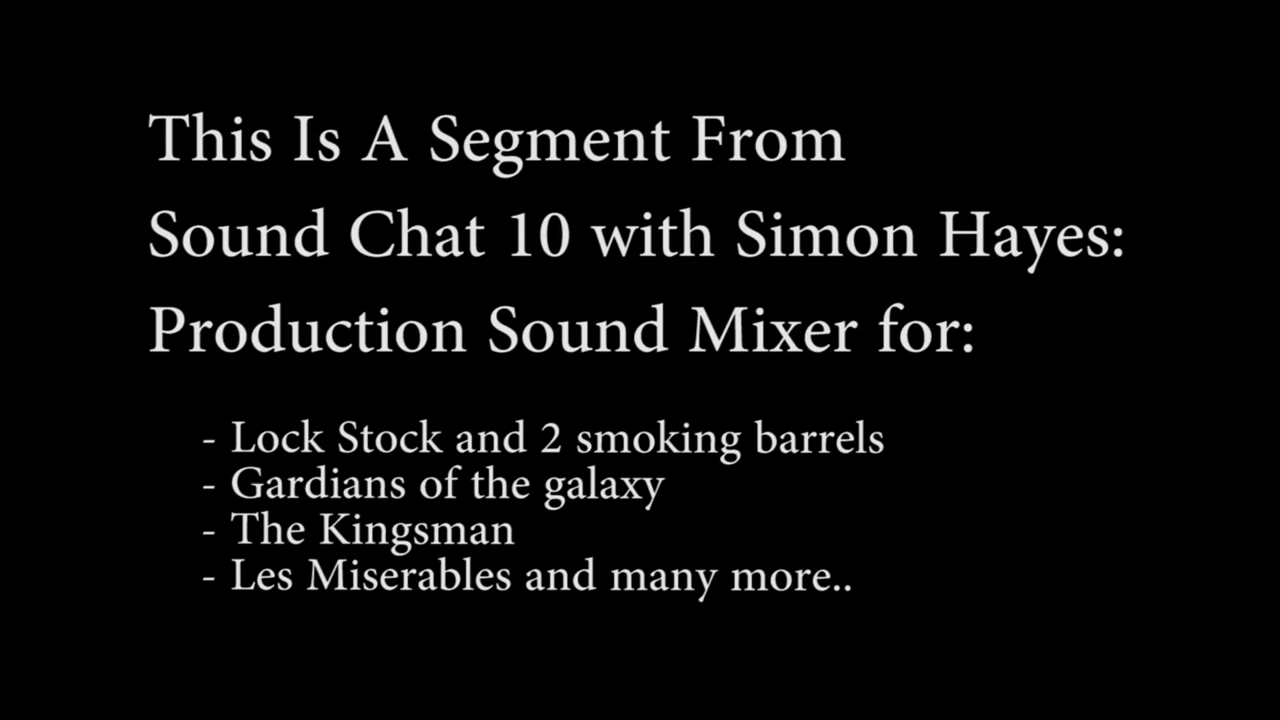 This Is A Segment From
Sound Chat 10 with Simon Hayes:
Production Sound Mixer for:
- Lock Stock and 2 smoking barrels
- Gardians of the galaxy
- The Kingsman
- Les Miserables and many more..